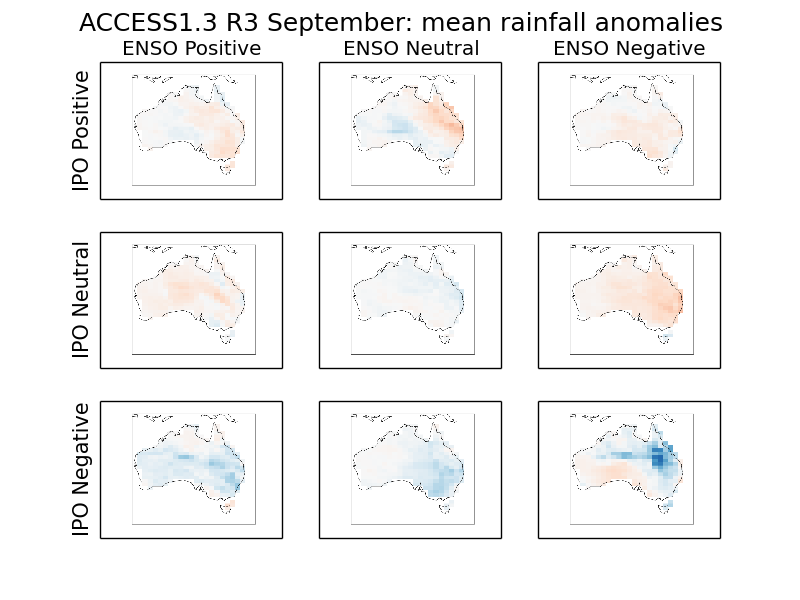 ACCESS1.3 R3 September: mean rainfall anomalies
ENSO Positive
ENSO Neutral
ENSO Negative
IPO Positive
IPO Neutral
IPO Negative